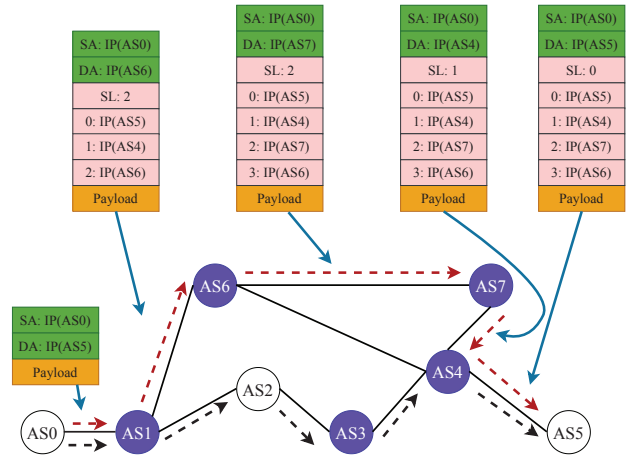 SA: IP(AS0)
DA: IP(AS6)
SL: 2
0: IP(AS5)
1: IP(AS4)
2: IP(AS6)
Payload
SA: IP(AS0)
DA: IP(AS7)
SL: 2
0: IP(AS5)
1: IP(AS4)
2: IP(AS7)
3: IP(AS6)
Payload
SA: IP(AS0)
DA: IP(AS4)
SL: 1
0: IP(AS5)
1: IP(AS4)
2: IP(AS7)
3: IP(AS6)
Payload
SA: IP(AS0)
DA: IP(AS5)
SL: 0
0: IP(AS5)
1: IP(AS4)
2: IP(AS7)
3: IP(AS6)
Payload
SA: IP(AS0)
DA: IP(AS5)
Payload
AS6
AS7
AS4
AS2
AS0
AS1
AS3
AS5